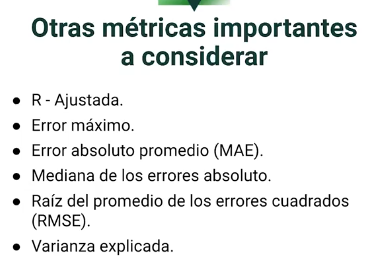 Otras métricas importantes
a considerar
● R - Ajustada.
● Error máximo.
● Error absoluto promedio (MAE).
● Mediana de los errores absoluto.
● Raíz del promedio de los errores cuadrados
(RMSE).
● Varianza explicada.